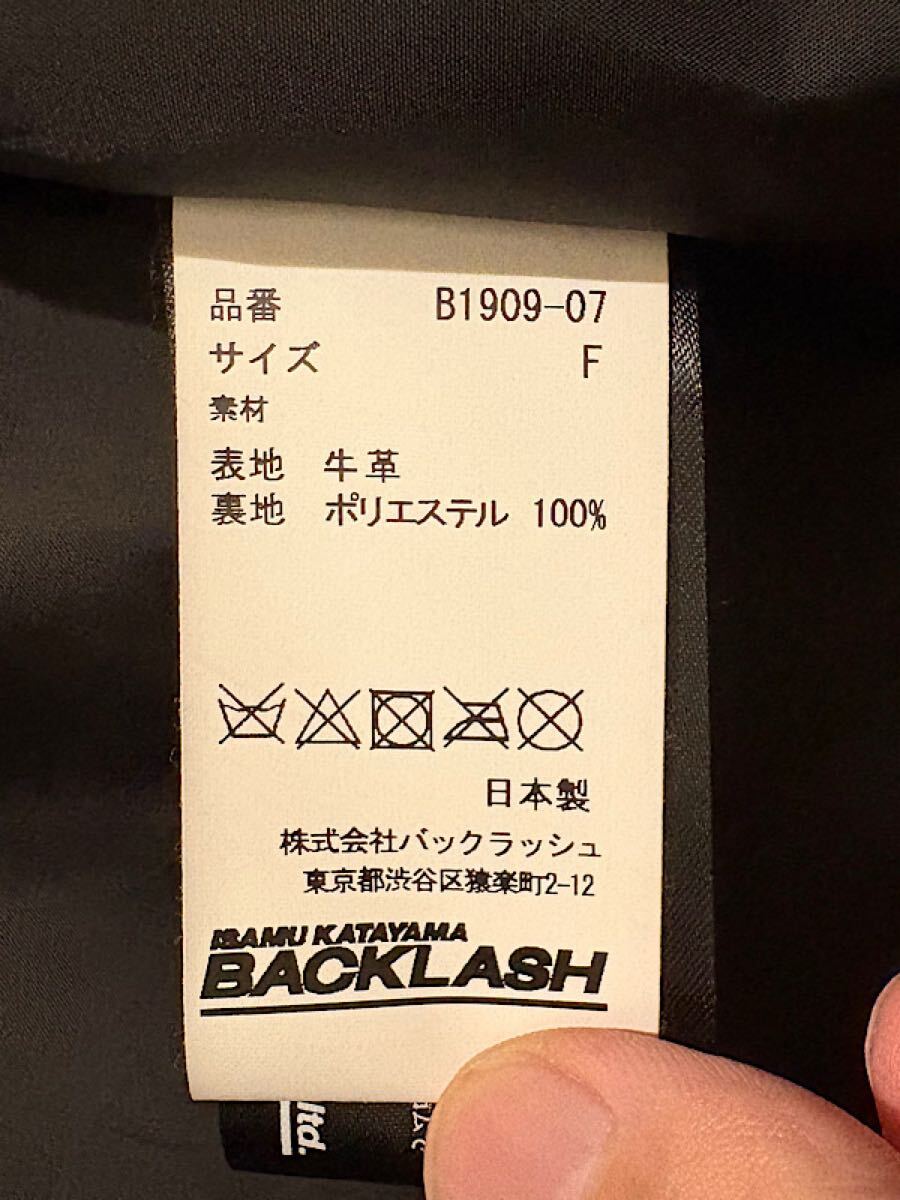 品番 B1909-07
サイズ F
素材
表地 牛革
裏地 ポリエステル 100%
日本製
株式会社バックラッシュ
東京都渋谷区猿楽町2-12
ISAMU KATAYAMA
BACKLASH
ltd.